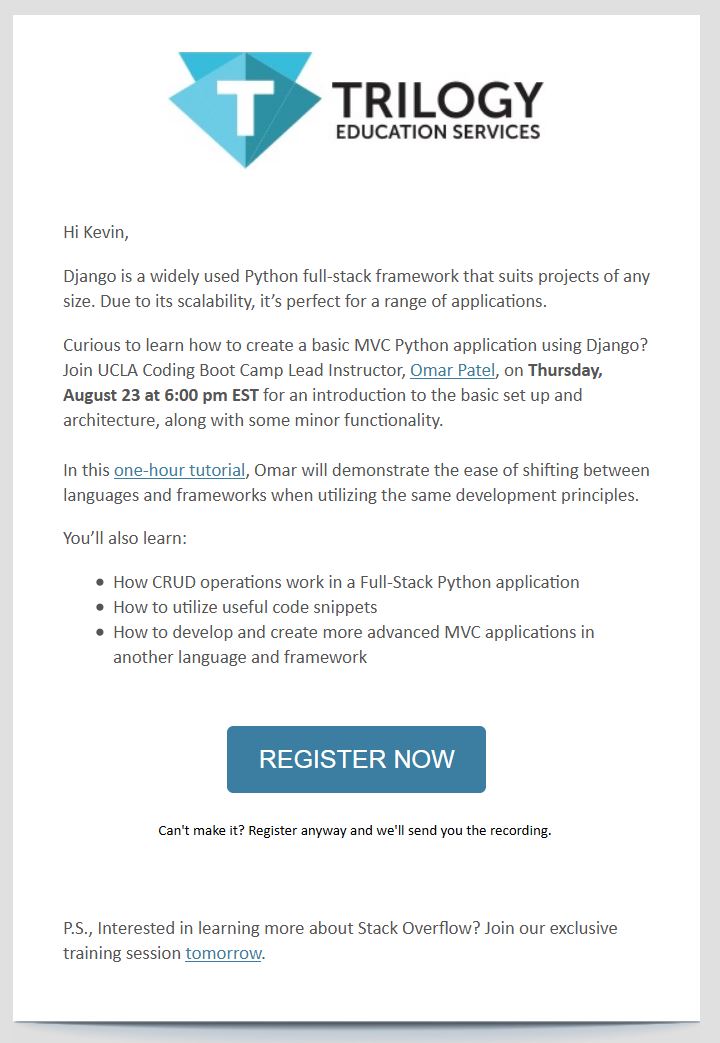 T TRILOGY
EDUCATION SERVICES
Hi Kevin,
Django is a widely used Python full-stack framework that suits projects of any
size. Due to its scalability, it’s perfect for a range of applications.
Curious to learn how to create a basic MVC Python application using Django?
Join UCLA Coding Boot Camp Lead Instructor, Omar Patel, on Thursday,
August 23 at 6:00 pm EST for an introduction to the basic set up and
architecture, along with some minor functionality.
In this one-hour tutorial, Omar will demonstrate the ease of shifting between
languages and frameworks when utilizing the same development principles.
You’ll also learn:
● How CRUD operations work in a Full-Stack Python application
● How to utilize useful code snippets
● How to develop and create more advanced MVC applications in
another language and framework
REGISTER NOW
Can't make it? Register anyway and we'll send you the recording.
P.S., Interested in learning more about Stack Overflow? Join our exclusive
training session tomorrow.